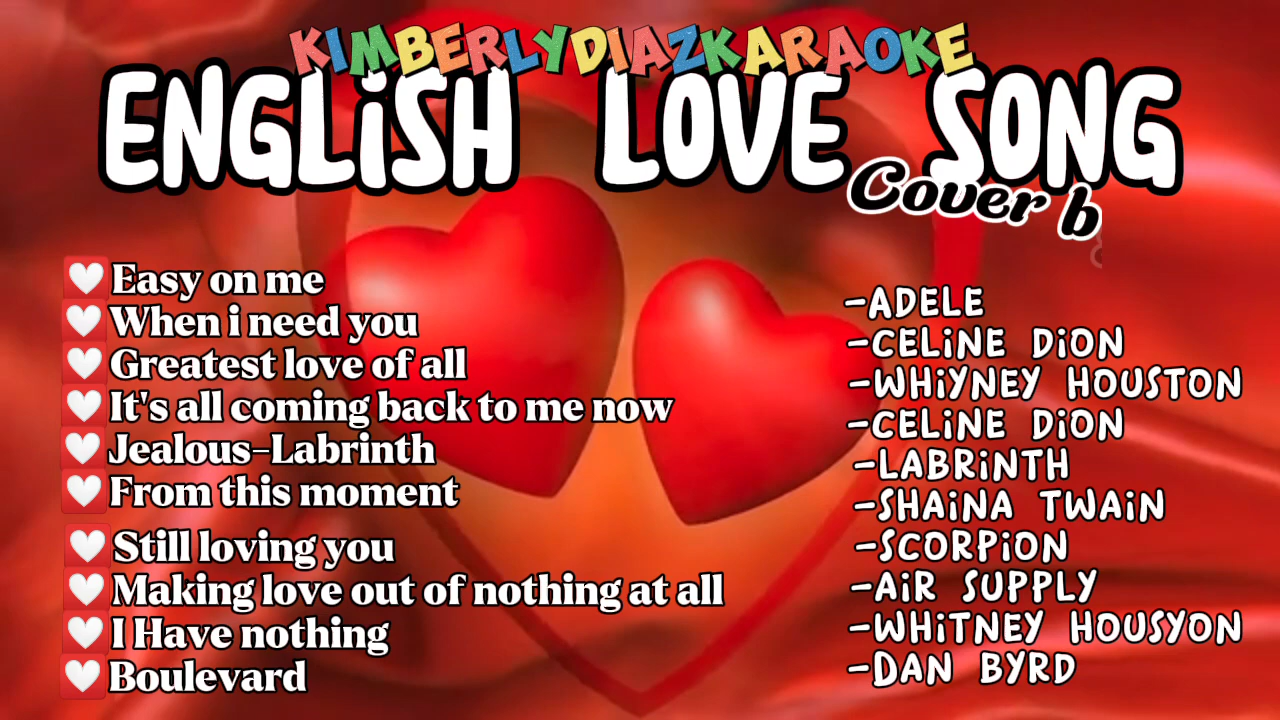 KIMBERLYDIAZKARAOKE
ENGLiSH LOVE SONG
Cover b
Easy on me
When i need you
Greatest love of all
It's all coming back to me now
Jealous-Labrinth
From this moment
Still loving you
Making love out of nothing at all
I Have nothing
Boulevard
-ADELE
-CELiNE DiON
-WHiYNEY HOUSTON
-CELiNE DiON
-LABRiNTH
-SHAiNA TWAiN
-SCORPiON
-AiR SUPPLY
-WHiTNEY HOUSYON
-DAN BYRD